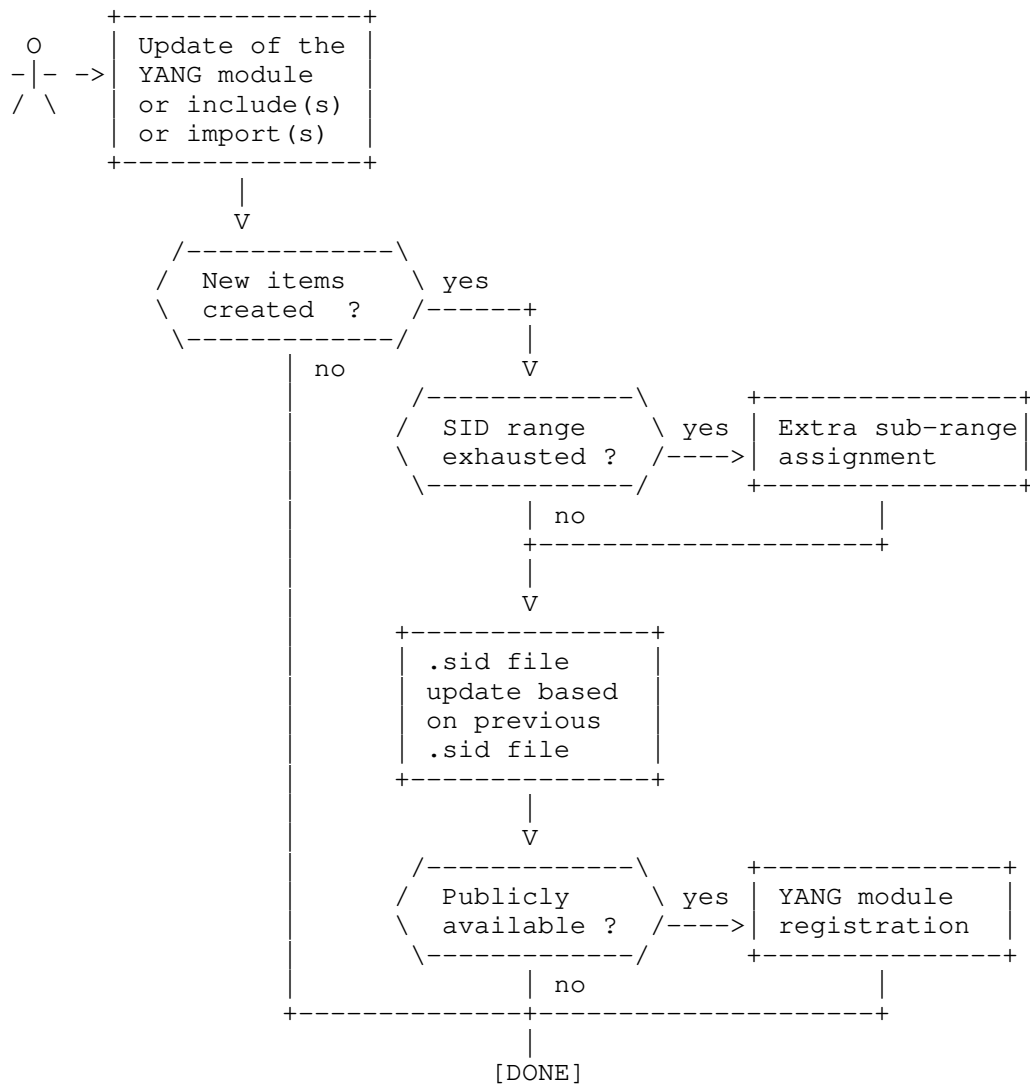 Update of the
YANG module
or include(s)
or import(s)
New items
created ?
yes
no
SID range
exhausted ?
yes
Extra sub-range
assignment
no
.sid file
update based
on previous
.sid file
Publicly
available ?
yes
YANG module
registration
no
[DONE]